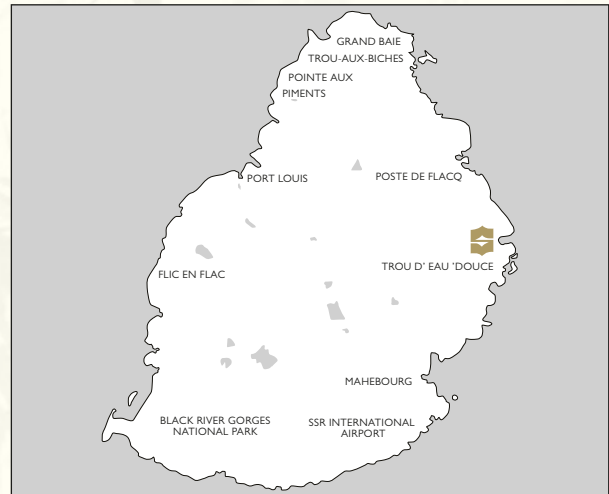 GRAND BAIE
TROU-AUX-BICHES
POINTE AUX
PIMENTS
PORT LOUIS
POSTE DE FLACQ
TROU D' EAU 'DOUCE
FLIC EN FLAC
MAHEBOURG
BLACK RIVER GORGES
NATIONAL PARK
SSR INTERNATIONAL
AIRPORT